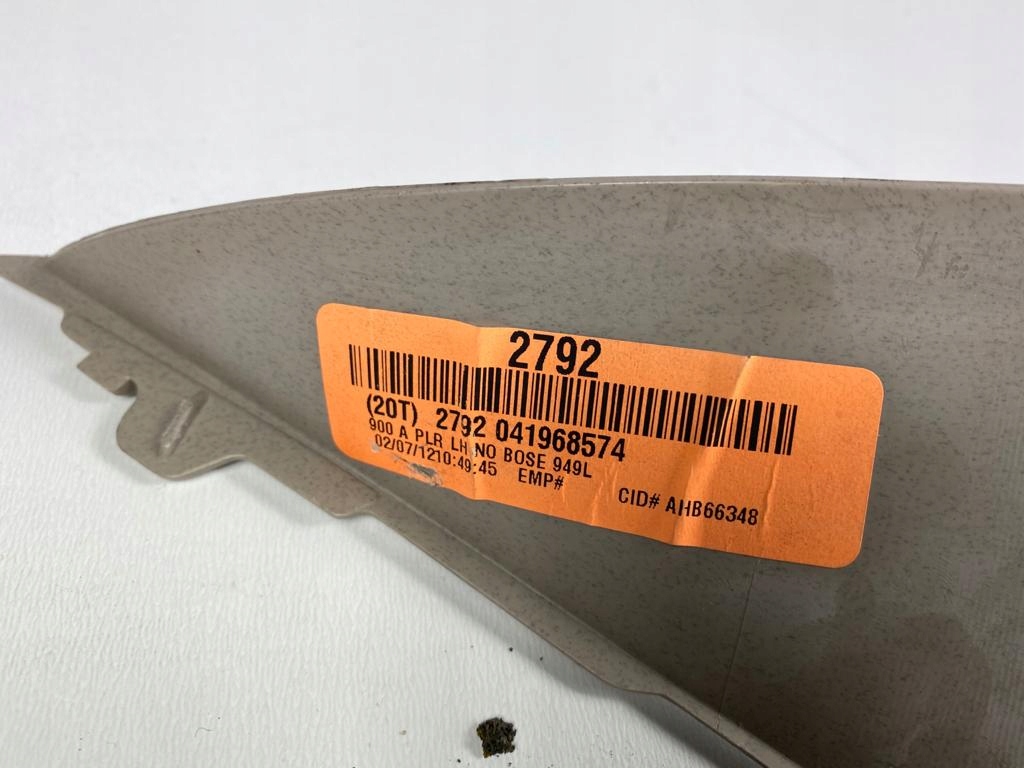 2792
(20T) 2792 041968574
900 A PLR LH NO BOSE 949L
02/07/1210:49:45 EMP#
CID# AHB66348